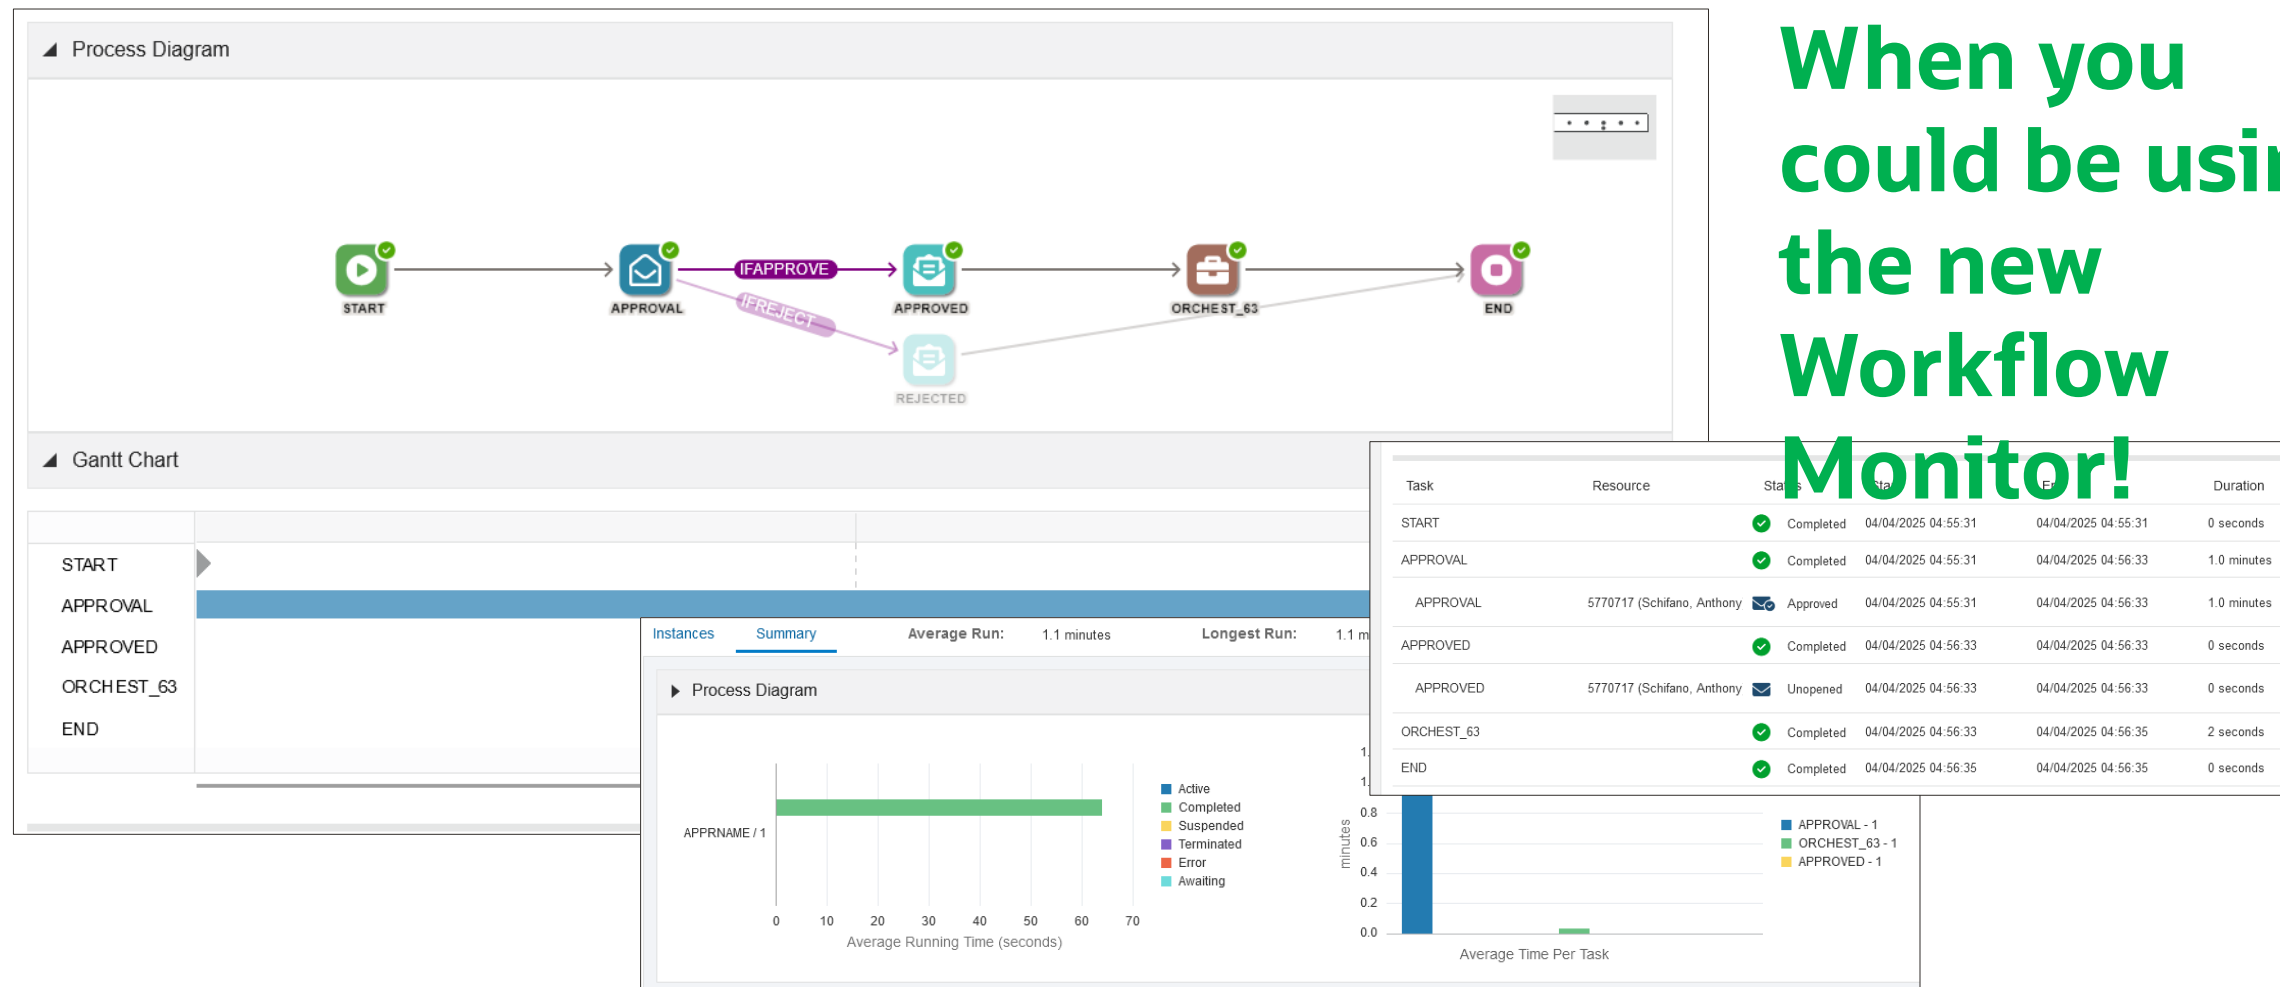 Process Diagram
When you
could be usin
the new
Workflow
Monitor!
IFAPPROVE
IFREJECT
START
APPROVAL
APPROVED
ORCHEST_63
END
REJECTED
Gantt Chart
START
APPROVAL
APPROVED
ORCHEST_63
END
Task Resource Status Start End Duration
START Completed 04/04/2025 04:55:31 04/04/2025 04:55:31 0 seconds
APPROVAL Completed 04/04/2025 04:55:31 04/04/2025 04:56:33 1.0 minutes
APPROVAL 5770717 (Schifano, Anthony Approved 04/04/2025 04:55:31 04/04/2025 04:56:33 1.0 minutes
APPROVED Completed 04/04/2025 04:56:33 04/04/2025 04:56:33 0 seconds
APPROVED 5770717 (Schifano, Anthony Unopened 04/04/2025 04:56:33 04/04/2025 04:56:33 0 seconds
ORCHEST_63 Completed 04/04/2025 04:56:33 04/04/2025 04:56:35 2 seconds
END Completed 04/04/2025 04:56:35 04/04/2025 04:56:35 0 seconds
Instances Summary Average Run: 1.1 minutes Longest Run: 1.1 m
Process Diagram
APPRNAME / 1
0 10 20 30 40 50 60 70
Average Running Time (seconds)
Active
Completed
Suspended
Terminated
Error
Awaiting
minutes
0.8
0.6
0.4
0.2
0.0
Average Time Per Task
APPROVAL - 1
ORCHEST_63 - 1
APPROVED - 1